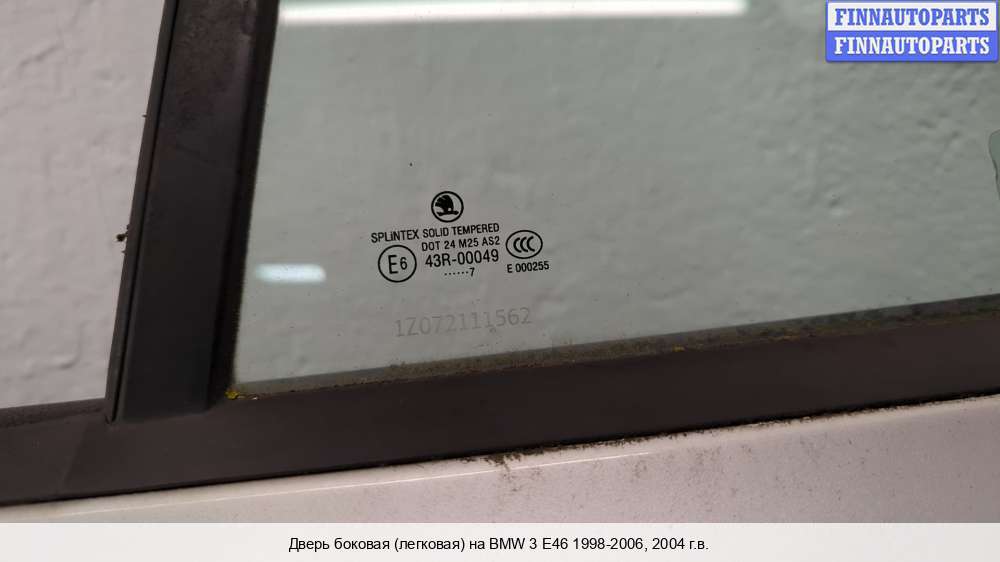 FINNAUTOPARTS
FINNAUTOPARTS
SPLiNTEX SOLID TEMPERED
DOT 24 M25 AS2
E6 43R-00049
CCC
......7
E 000255
1Z072111562
Дверь боковая (легковая) на BMW 3 E46 1998-2006, 2004 г.в.